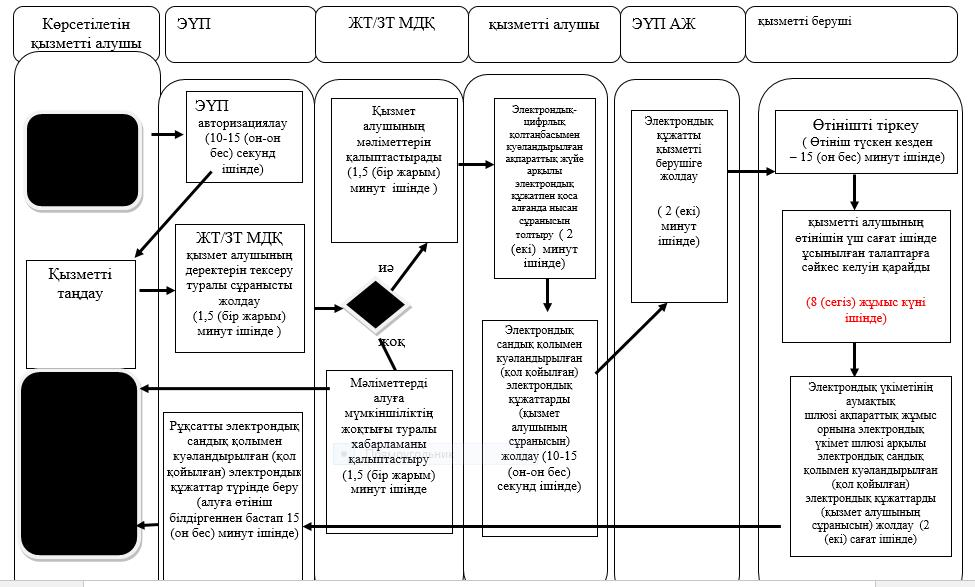 Көрсетілетін
қызметті алушы
ЭҮП
ЖТ/ЗТ МДҚ
қызметті алушы
ЭҮП АЖ
қызметті беруші
ЭҮП
авторизациялау
(10-15 (он-он
бес) секунд
ішінде)
Қызметті
таңдау
ЖТ/ЗТ МДҚ
қызмет алушының
деректерін тексеру
туралы сұранысты
жолдау
(1,5 (бір жарым)
минут ішінде )
Рұқсатты электрондық
сандық қолымен
куәландырылған (қол
қойылған) электрондық
құжаттар түрінде беру
(алуға өтініш
білдіргеннен бастап 15
(он бес) минут ішінде)
Қызмет
алушының
мәліметтерін
қалыптастырады
(1,5 (бір жарым)
минут ішінде )
иә
жоқ
Мәліметтерді
алуға
мүмкіншіліктің
жоқтығы туралы
хабарламаны
қалыптастыру
(1,5 (бір жарым)
минут ішінде
Электрондық-
цифрлық
қолтанбасымен
куәландырылған
ақпараттық жүйе
арқылы
электрондық
құжатпен қоса
алғанда нысан
сұранысын
толтыру ( 2
(екі) минут
ішінде)
Электрондық
сандық қолымен
куәландырылған
(қол қойылған)
электрондық
құжаттарды
(қызмет
алушының
сұранысын)
жолдау (10-15
(он-он бес)
секунд ішінде)
Электрондық
құжатты
қызметті
берушіге
жолдау
( 2 (екі)
минут
ішінде)
Өтінішті тіркеу
( Өтініш түскен кезден
– 15 (он бес) минут ішінде)
қызметті алушының
өтінішін үш сағат ішінде
ұсынылған талаптарға
сәйкес келуін қарайды
(8 (сегіз) жұмыс күні
ішінде)
Электрондық үкіметінің
аумақтық
шлюзі ақпараттық жұмыс
орнына электрондық
үкімет шлюзі арқылы
электрондық сандық
қолымен куәландырылған
(қол қойылған)
электрондық құжаттарды
(қызмет алушының
сұранысын) жолдау (2
(екі) сағат ішінде)